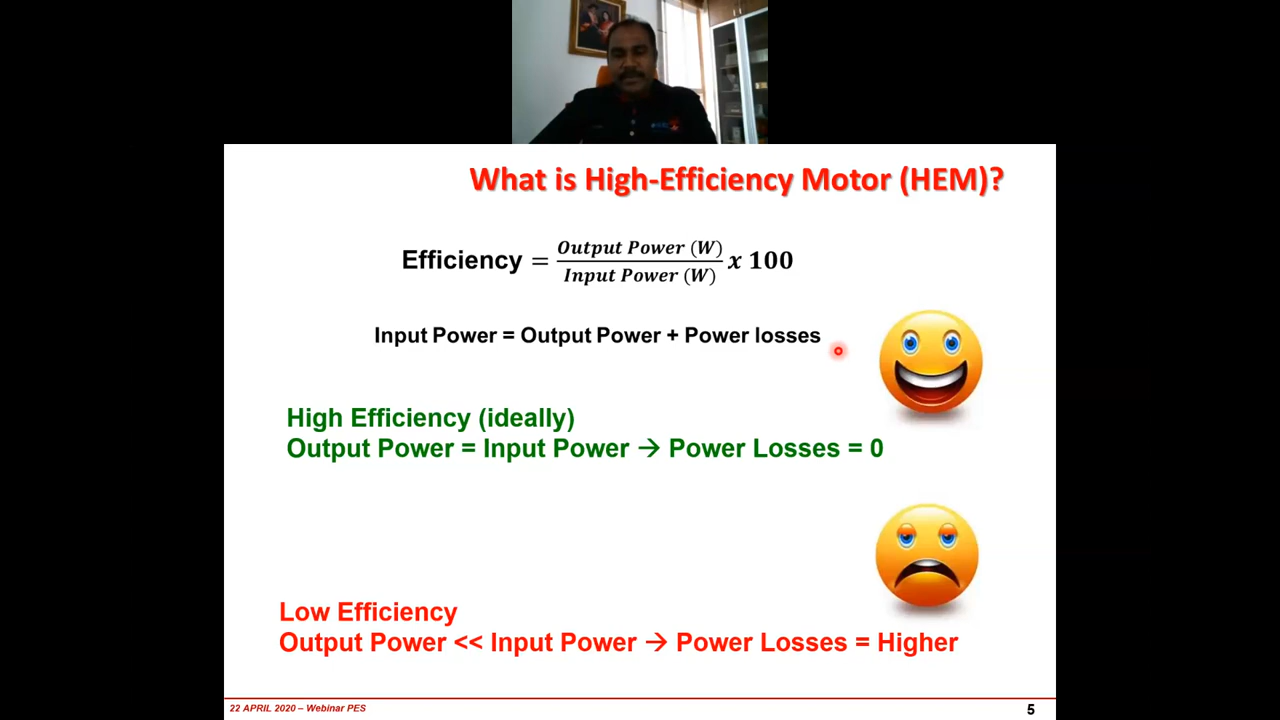 What is High-Efficiency Motor (HEM)?
Efficiency = Output Power (W) / Input Power (W) x 100
Input Power = Output Power + Power losses
High Efficiency (ideally)
Output Power = Input Power → Power Losses = 0
Low Efficiency
Output Power << Input Power → Power Losses = Higher
22 APRIL 2020 – Webinar PES
5